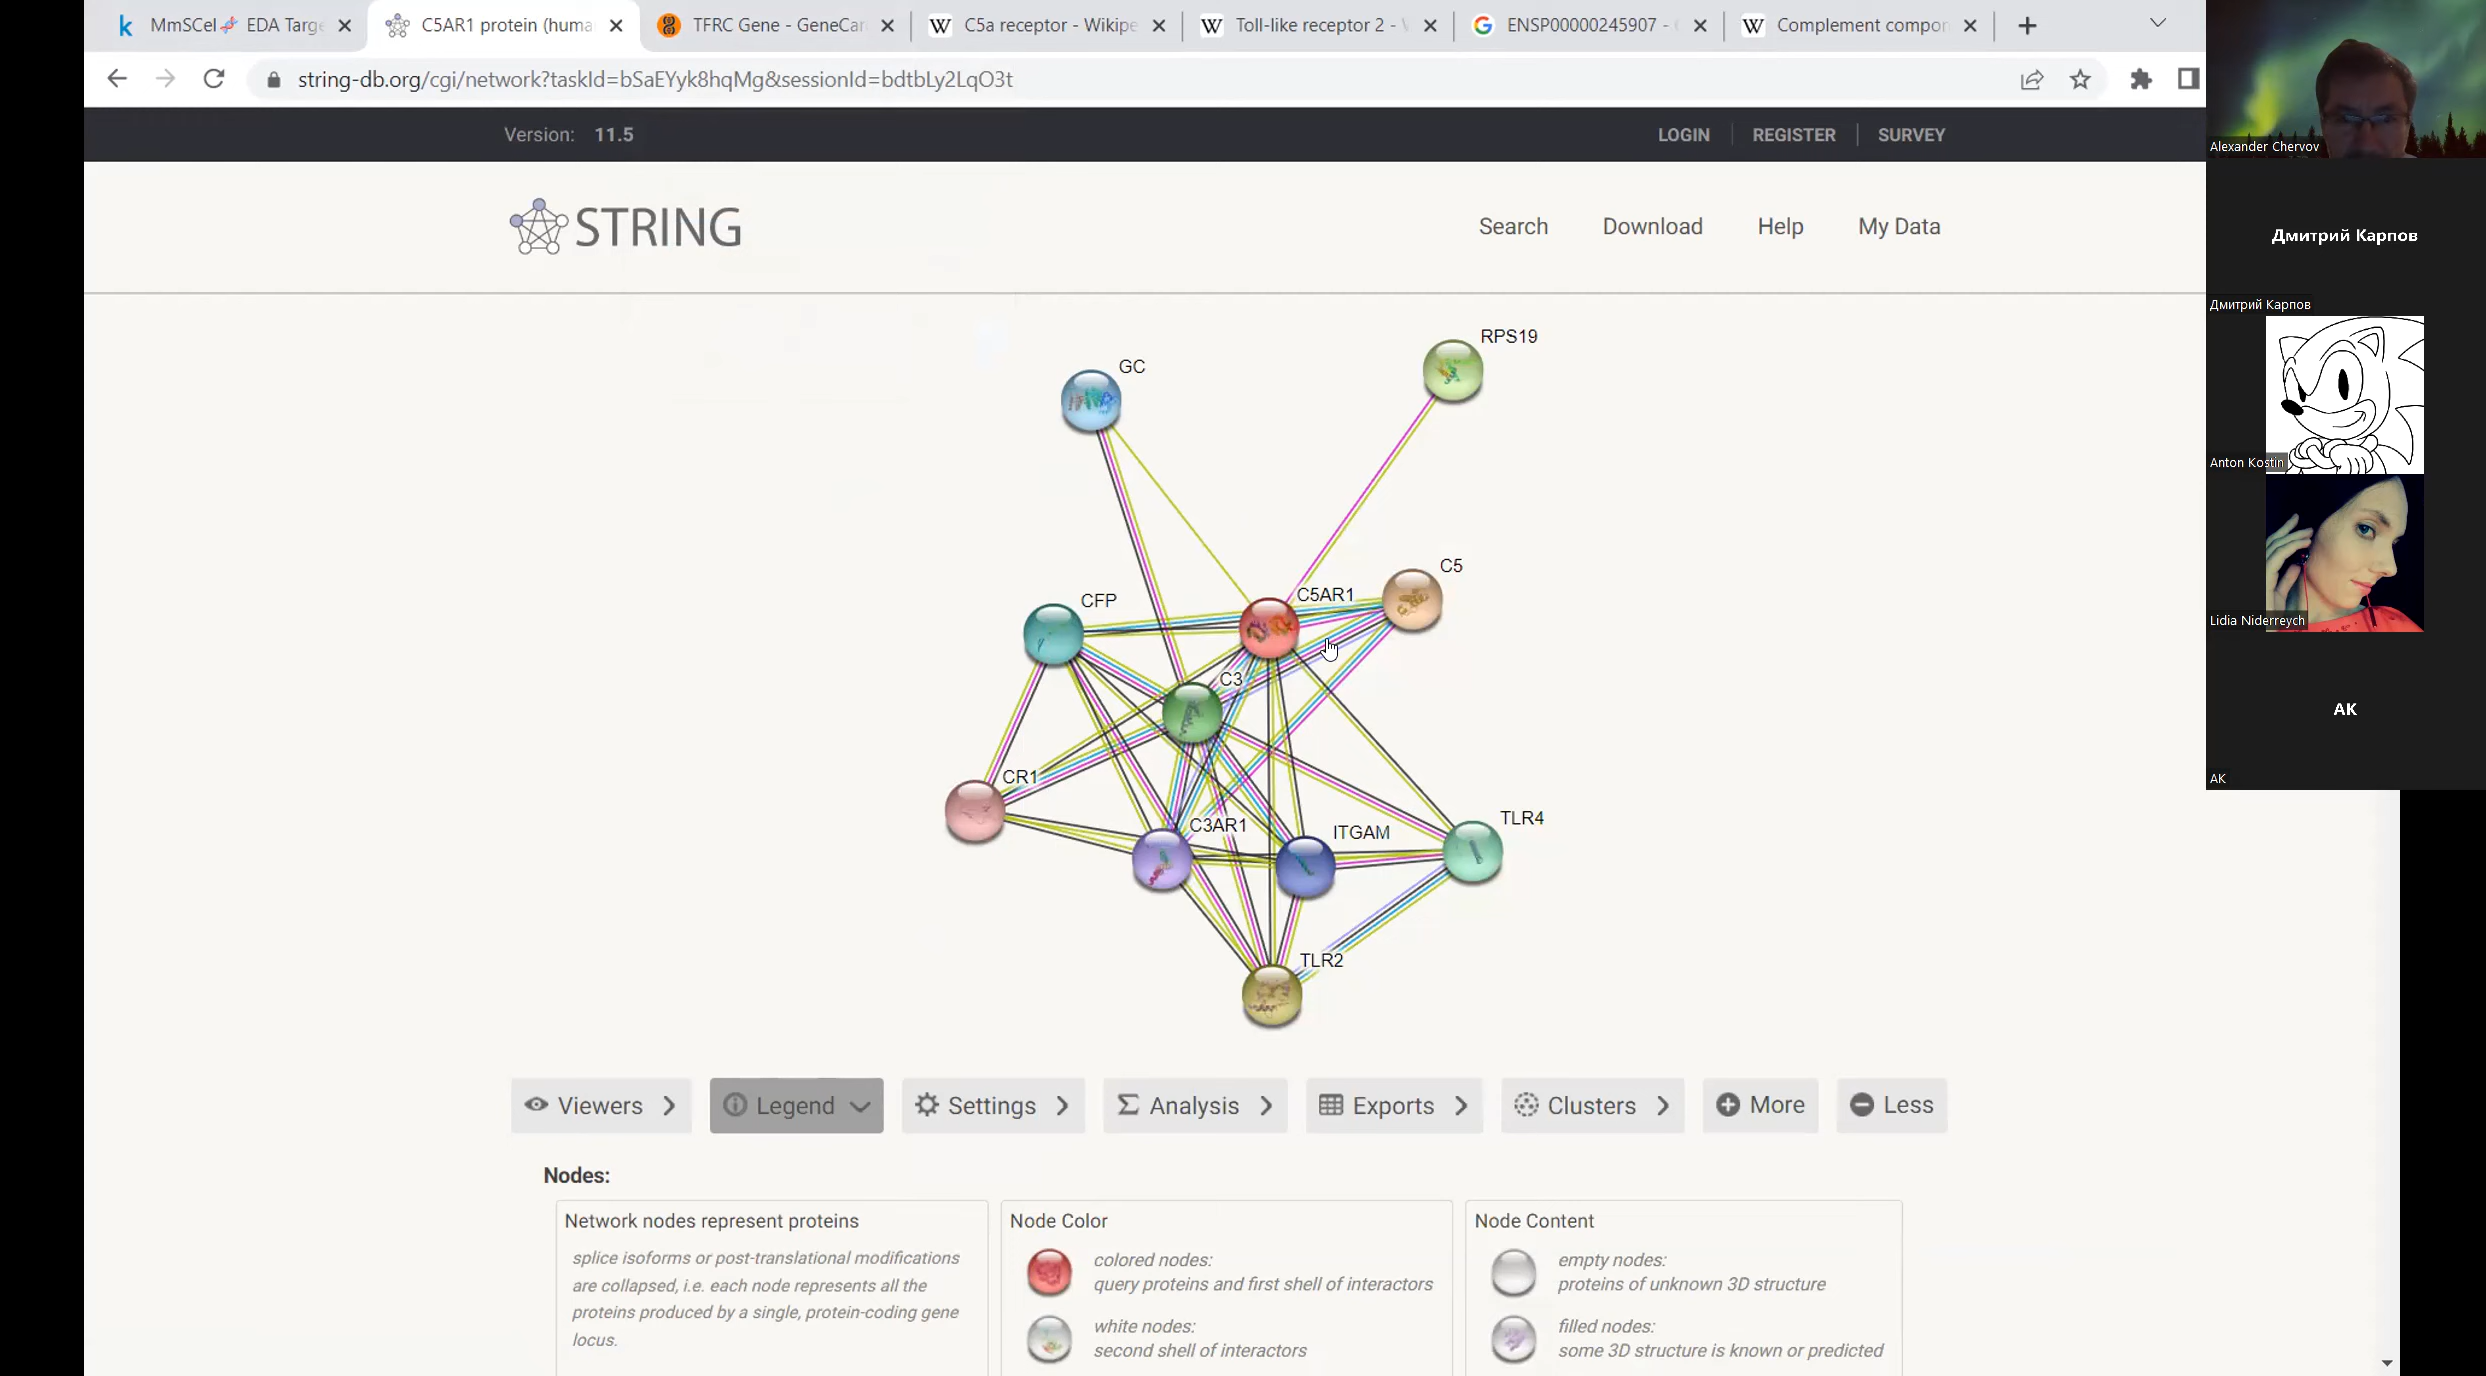 MmSCel EDA Targe
C5AR1 protein (huma
TFRC Gene - GeneCar
C5a receptor - Wikipe
Toll-like receptor 2 - W
ENSP00000245907 -
Complement compor
string-db.org/cgi/network?taskId=bSaEYyk8hqMg&sessionId=bdtbLy2LqO3t
Version: 11.5
LOGIN REGISTER SURVEY
STRING
Search Download Help My Data
RPS19
GC
C5
C5AR1
CFP
C3
CR1
C3AR1
ITGAM
TLR4
TLR2
Viewers
Legend
Settings
Analysis
Exports
Clusters
More
Less
Nodes:
Network nodes represent proteins
splice isoforms or post-translational modifications
are collapsed, i.e. each node represents all the
proteins produced by a single, protein-coding gene
locus.
Node Color
colored nodes:
query proteins and first shell of interactors
white nodes:
second shell of interactors
Node Content
empty nodes:
proteins of unknown 3D structure
filled nodes:
some 3D structure is known or predicted
Alexander Chervov
Дмитрий Карпов
Дмитрий Карпов
Anton Kostin
Lidia Niderreych
AK
AK